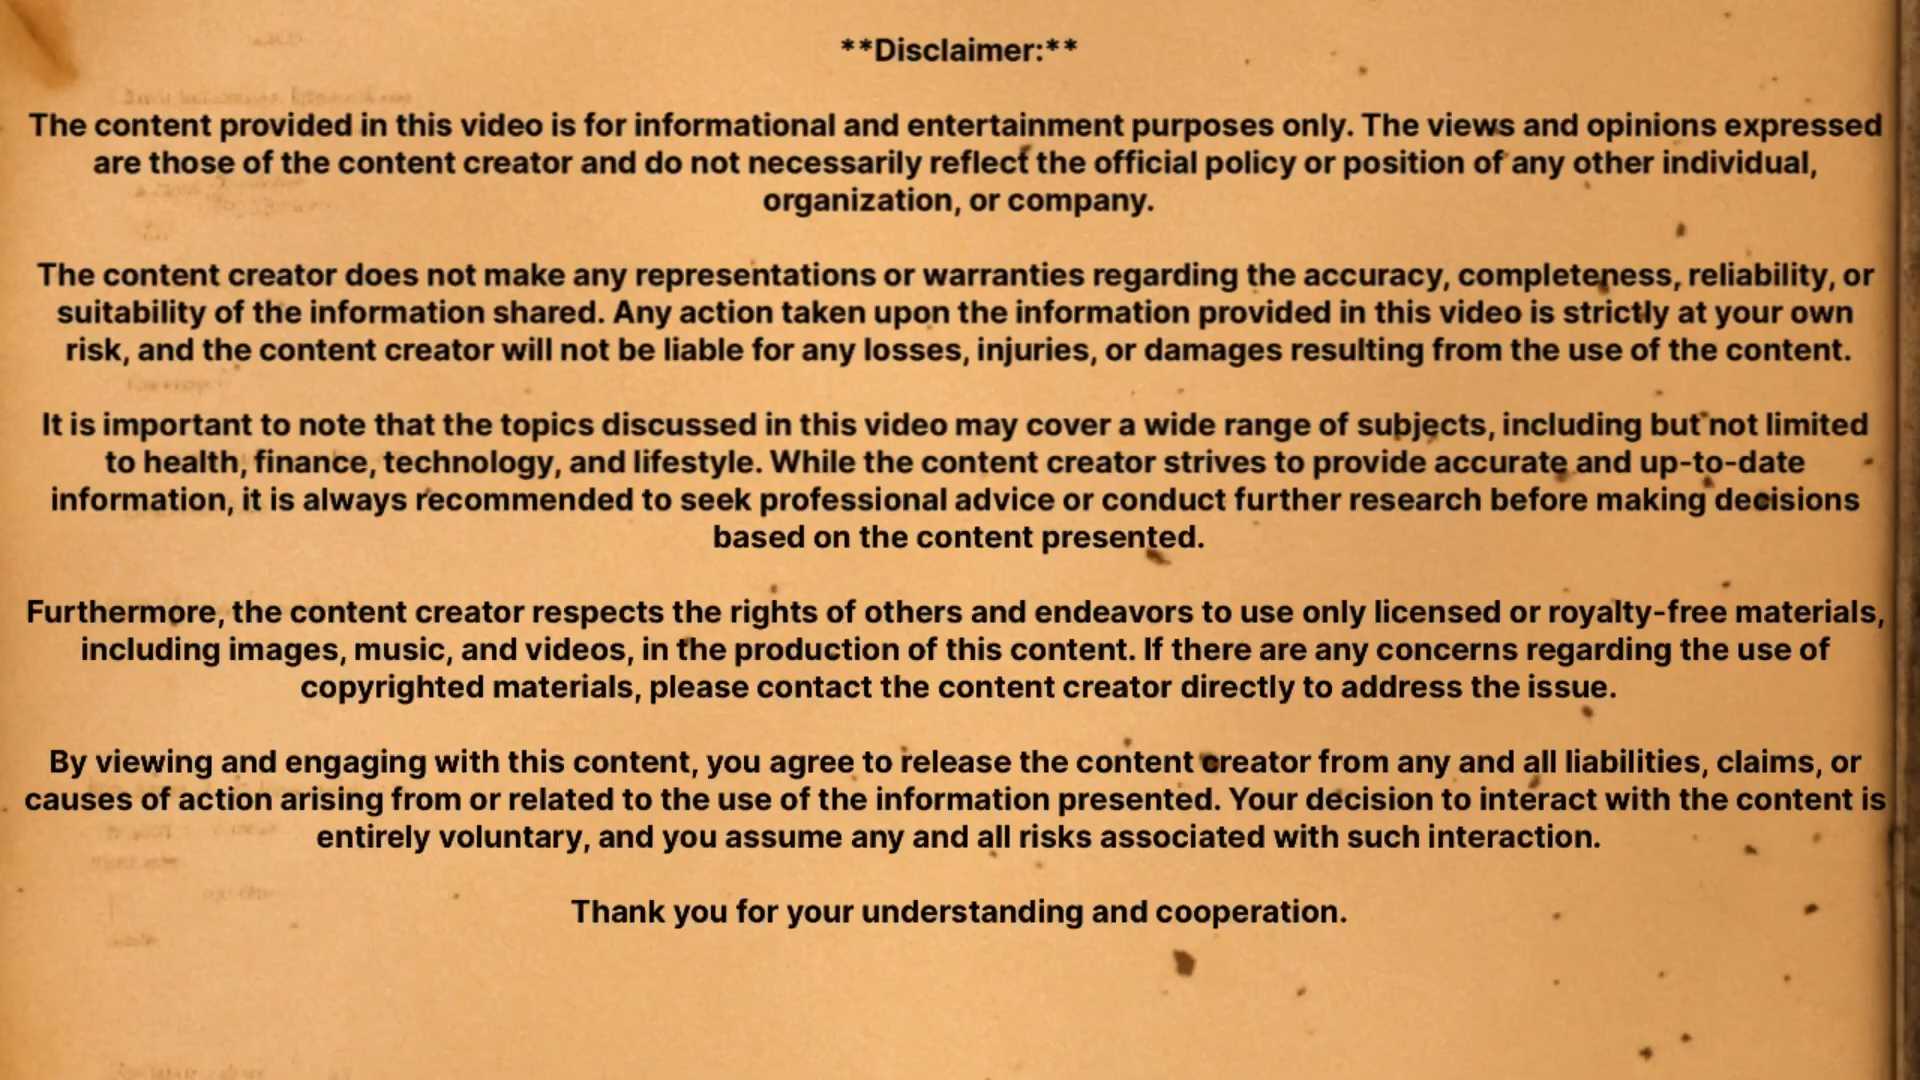 **Disclaimer:**
The content provided in this video is for informational and entertainment purposes only. The views and opinions expressed
are those of the content creator and do not necessarily reflect the official policy or position of any other individual,
organization, or company.
The content creator does not make any representations or warranties regarding the accuracy, completeness, reliability, or
suitability of the information shared. Any action taken upon the information provided in this video is strictly at your own
risk, and the content creator will not be liable for any losses, injuries, or damages resulting from the use of the content.
It is important to note that the topics discussed in this video may cover a wide range of subjects, including but not limited
to health, finance, technology, and lifestyle. While the content creator strives to provide accurate and up-to-date
information, it is always recommended to seek professional advice or conduct further research before making decisions
based on the content presented.
Furthermore, the content creator respects the rights of others and endeavors to use only licensed or royalty-free materials,
including images, music, and videos, in the production of this content. If there are any concerns regarding the use of
copyrighted materials, please contact the content creator directly to address the issue.
By viewing and engaging with this content, you agree to release the content creator from any and all liabilities, claims, or
causes of action arising from or related to the use of the information presented. Your decision to interact with the content is
entirely voluntary, and you assume any and all risks associated with such interaction.
Thank you for your understanding and cooperation.